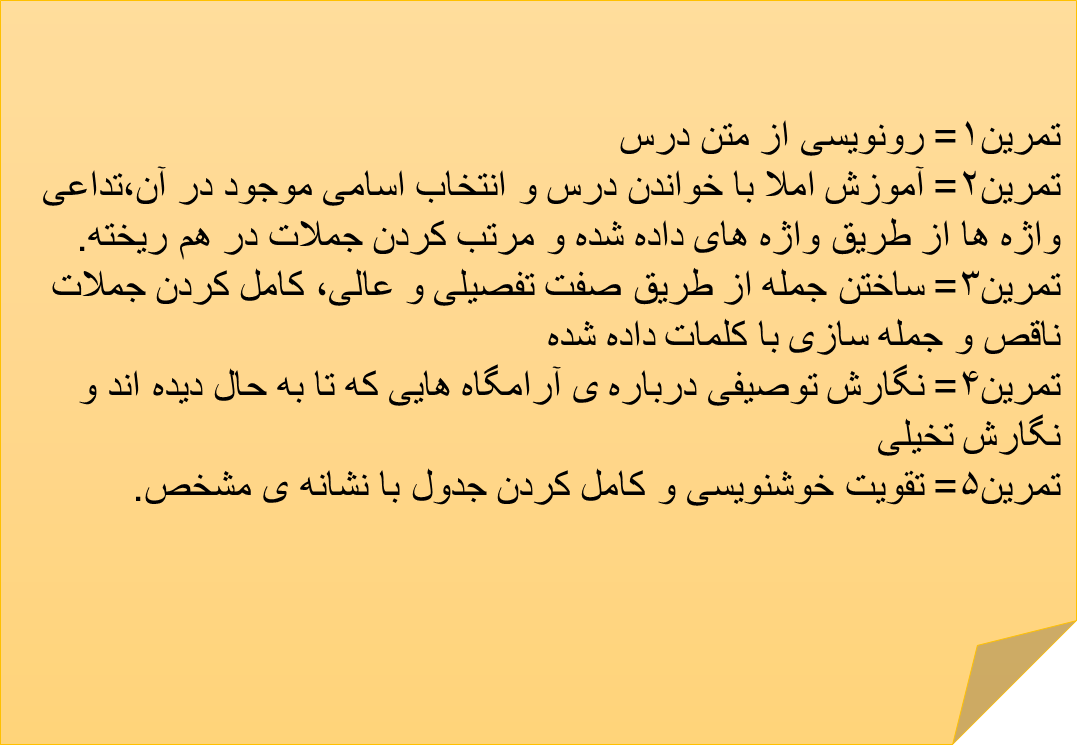 تمرین۱= رونویسی از متن درس
تمرین۲= آموزش املا با خواندن درس و انتخاب اسامی موجود در آن،تداعی
واژه ها از طریق واژه های داده شده و مرتب کردن جملات در هم ریخته.
تمرین۳= ساختن جمله از طریق صفت تفصیلی و عالی، کامل کردن جملات
ناقص و جمله سازی با کلمات داده شده
تمرین۴= نگارش توصیفی درباره ی آرامگاه هایی که تا به حال دیده اند و
نگارش تخیلی
تمرین۵= تقویت خوشنویسی و کامل کردن جدول با نشانه ی مشخص.